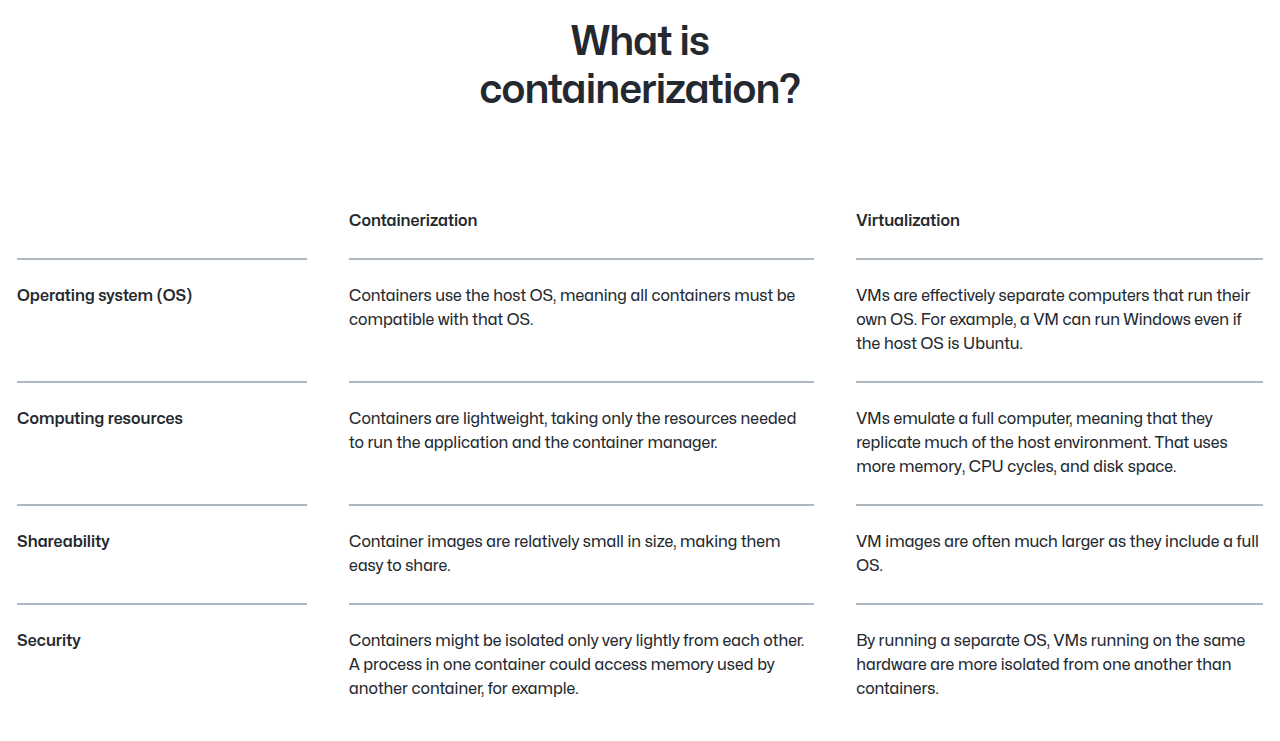 What is
containerization?
Containerization
Virtualization
Operating system (OS)
Containers use the host OS, meaning all containers must be
compatible with that OS.
VMs are effectively separate computers that run their
own OS. For example, a VM can run Windows even if
the host OS is Ubuntu.
Computing resources
Containers are lightweight, taking only the resources needed
to run the application and the container manager.
VMs emulate a full computer, meaning that they
replicate much of the host environment. That uses
more memory, CPU cycles, and disk space.
Shareability
Container images are relatively small in size, making them
easy to share.
VM images are often much larger as they include a full
OS.
Security
Containers might be isolated only very lightly from each other.
A process in one container could access memory used by
another container, for example.
By running a separate OS, VMs running on the same
hardware are more isolated from one another than
containers.